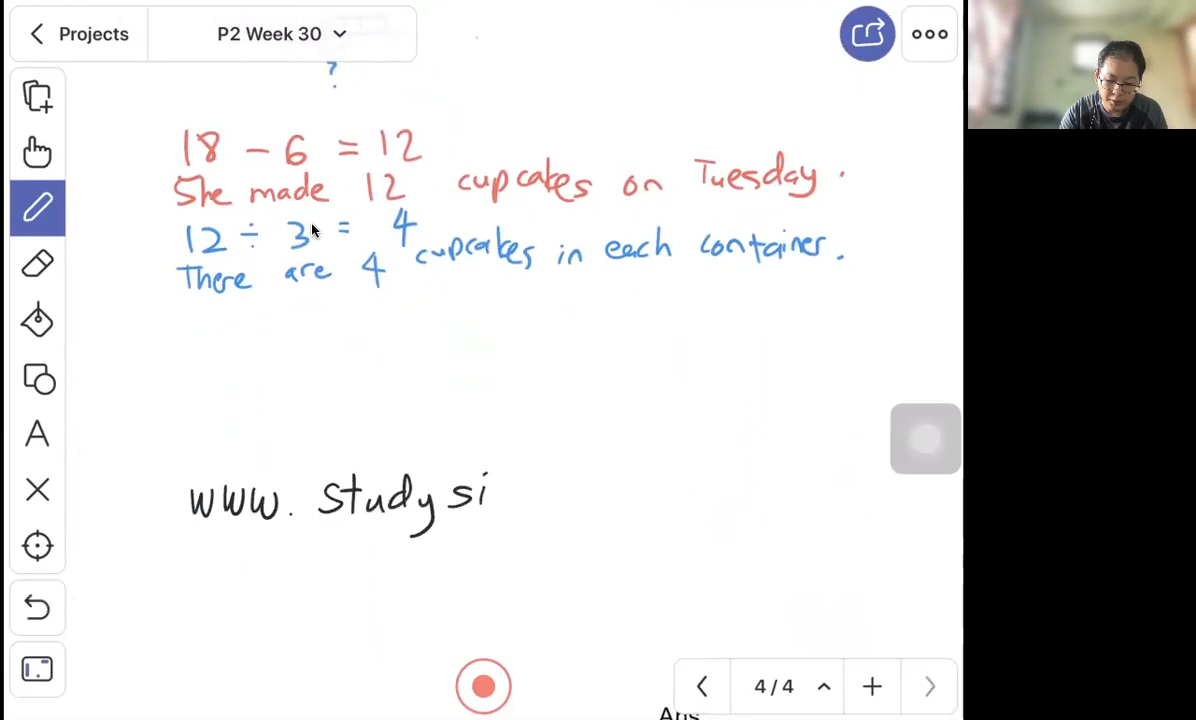 Projects
P2 Week 30
?
18 - 6 = 12
She made 12 cupcakes on Tuesday.
12 ÷ 3 = 4
There are 4 cupcakes in each container.
www. studysi
A
4 / 4
Ans